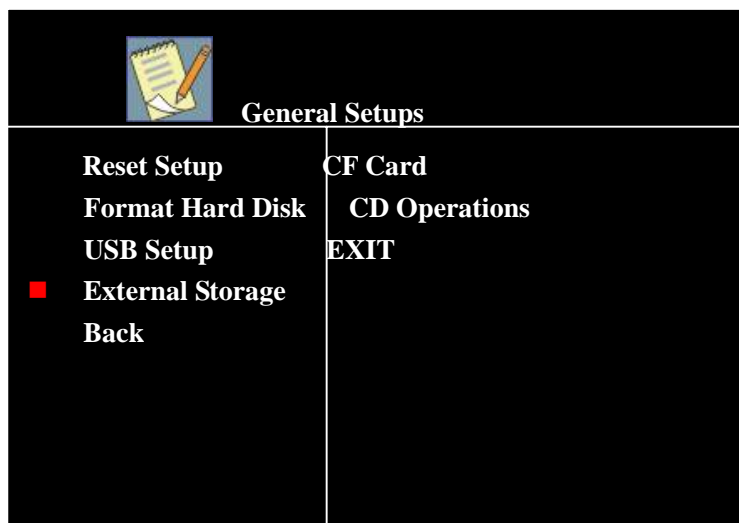 General Setups
Reset Setup CF Card
Format Hard Disk CD Operations
USB Setup EXIT
External Storage
Back